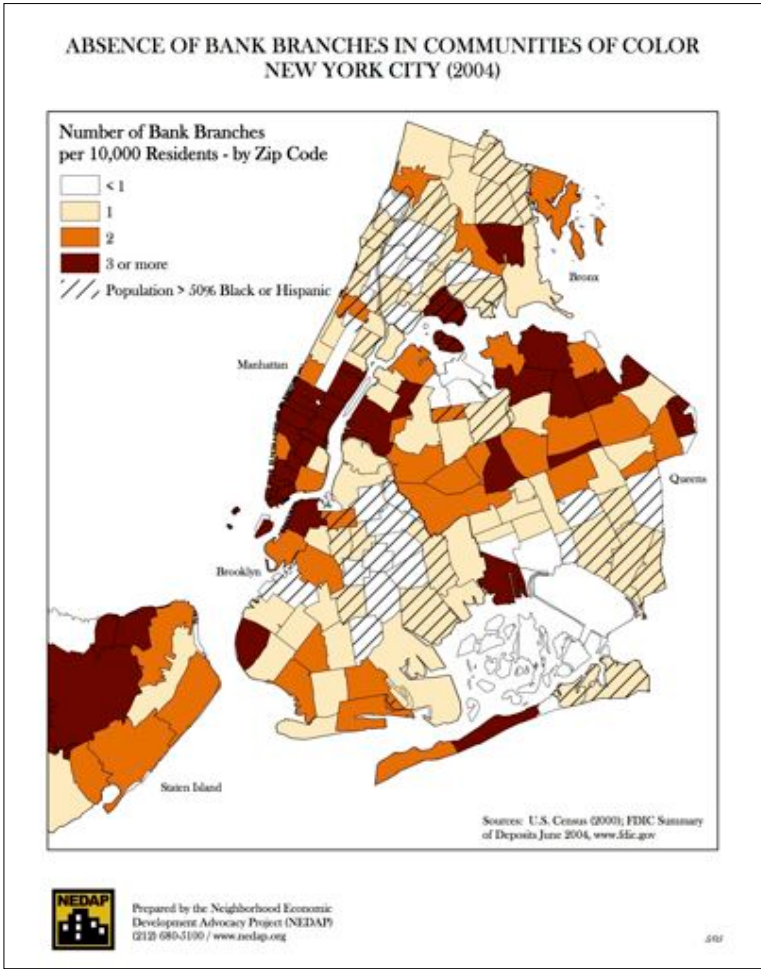 ABSENCE OF BANK BRANCHES IN COMMUNITIES OF COLOR
NEW YORK CITY (2004)
Number of Bank Branches
per 10,000 Residents - by Zip Code
< 1
1
2
3 or more
Population > 50% Black or Hispanic
Bronx
Manhattan
Queens
Brooklyn
Staten Island
Sources: U.S. Census (2000); FDIC Summary
of Deposits June 2004, www.fdic.gov
NEDAP
Prepared by the Neighborhood Economic
Development Advocacy Project (NEDAP)
(212) 680-5100 / www.nedap.org